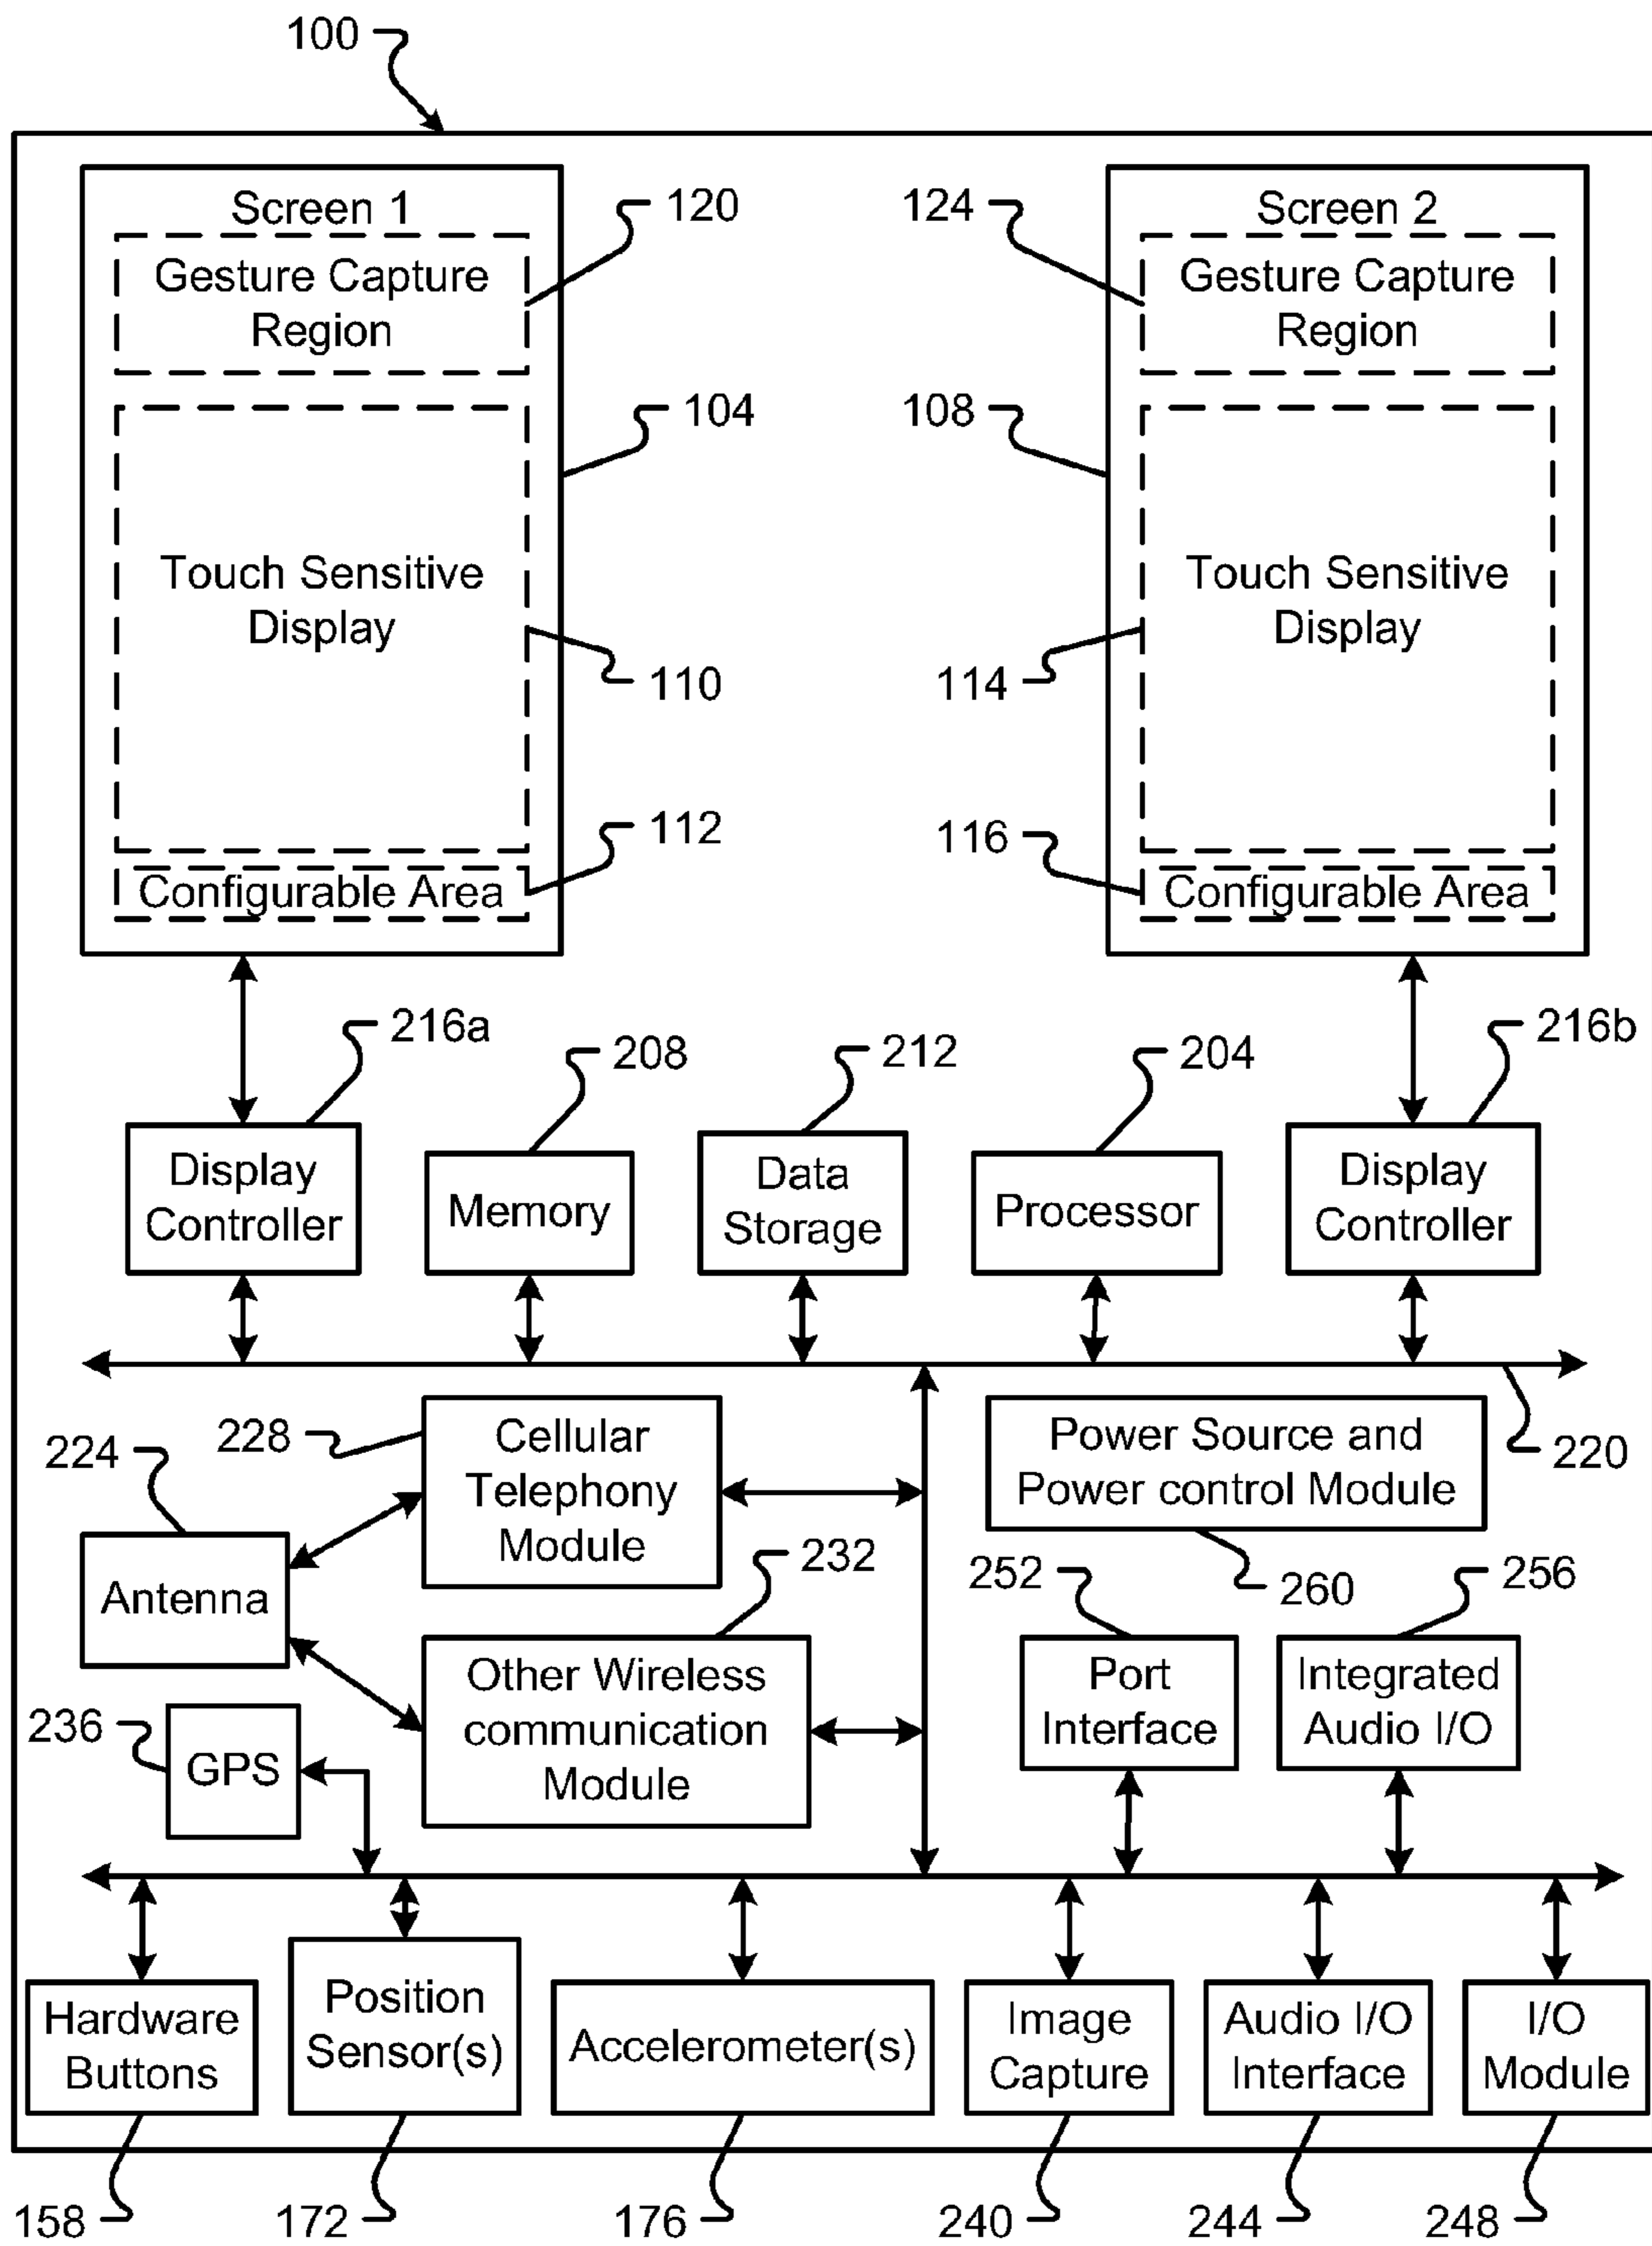 100
Screen 1
120
124
Screen 2
Gesture Capture
Region
Gesture Capture
Region
104
108
Touch Sensitive
Display
Touch Sensitive
Display
110
114
112
116
Configurable Area
Configurable Area
216a
208
212
204
216b
Display
Controller
Memory
Data
Storage
Processor
Display
Controller
228
Cellular
Telephony
Module
Power Source and
Power control Module
220
224
Antenna
232
252
260
256
Other Wireless
communication
Module
Port
Interface
Integrated
Audio I/O
236
GPS
Hardware
Buttons
Position
Sensor(s)
Accelerometer(s)
Image
Capture
Audio I/O
Interface
I/O
Module
158
172
176
240
244
248